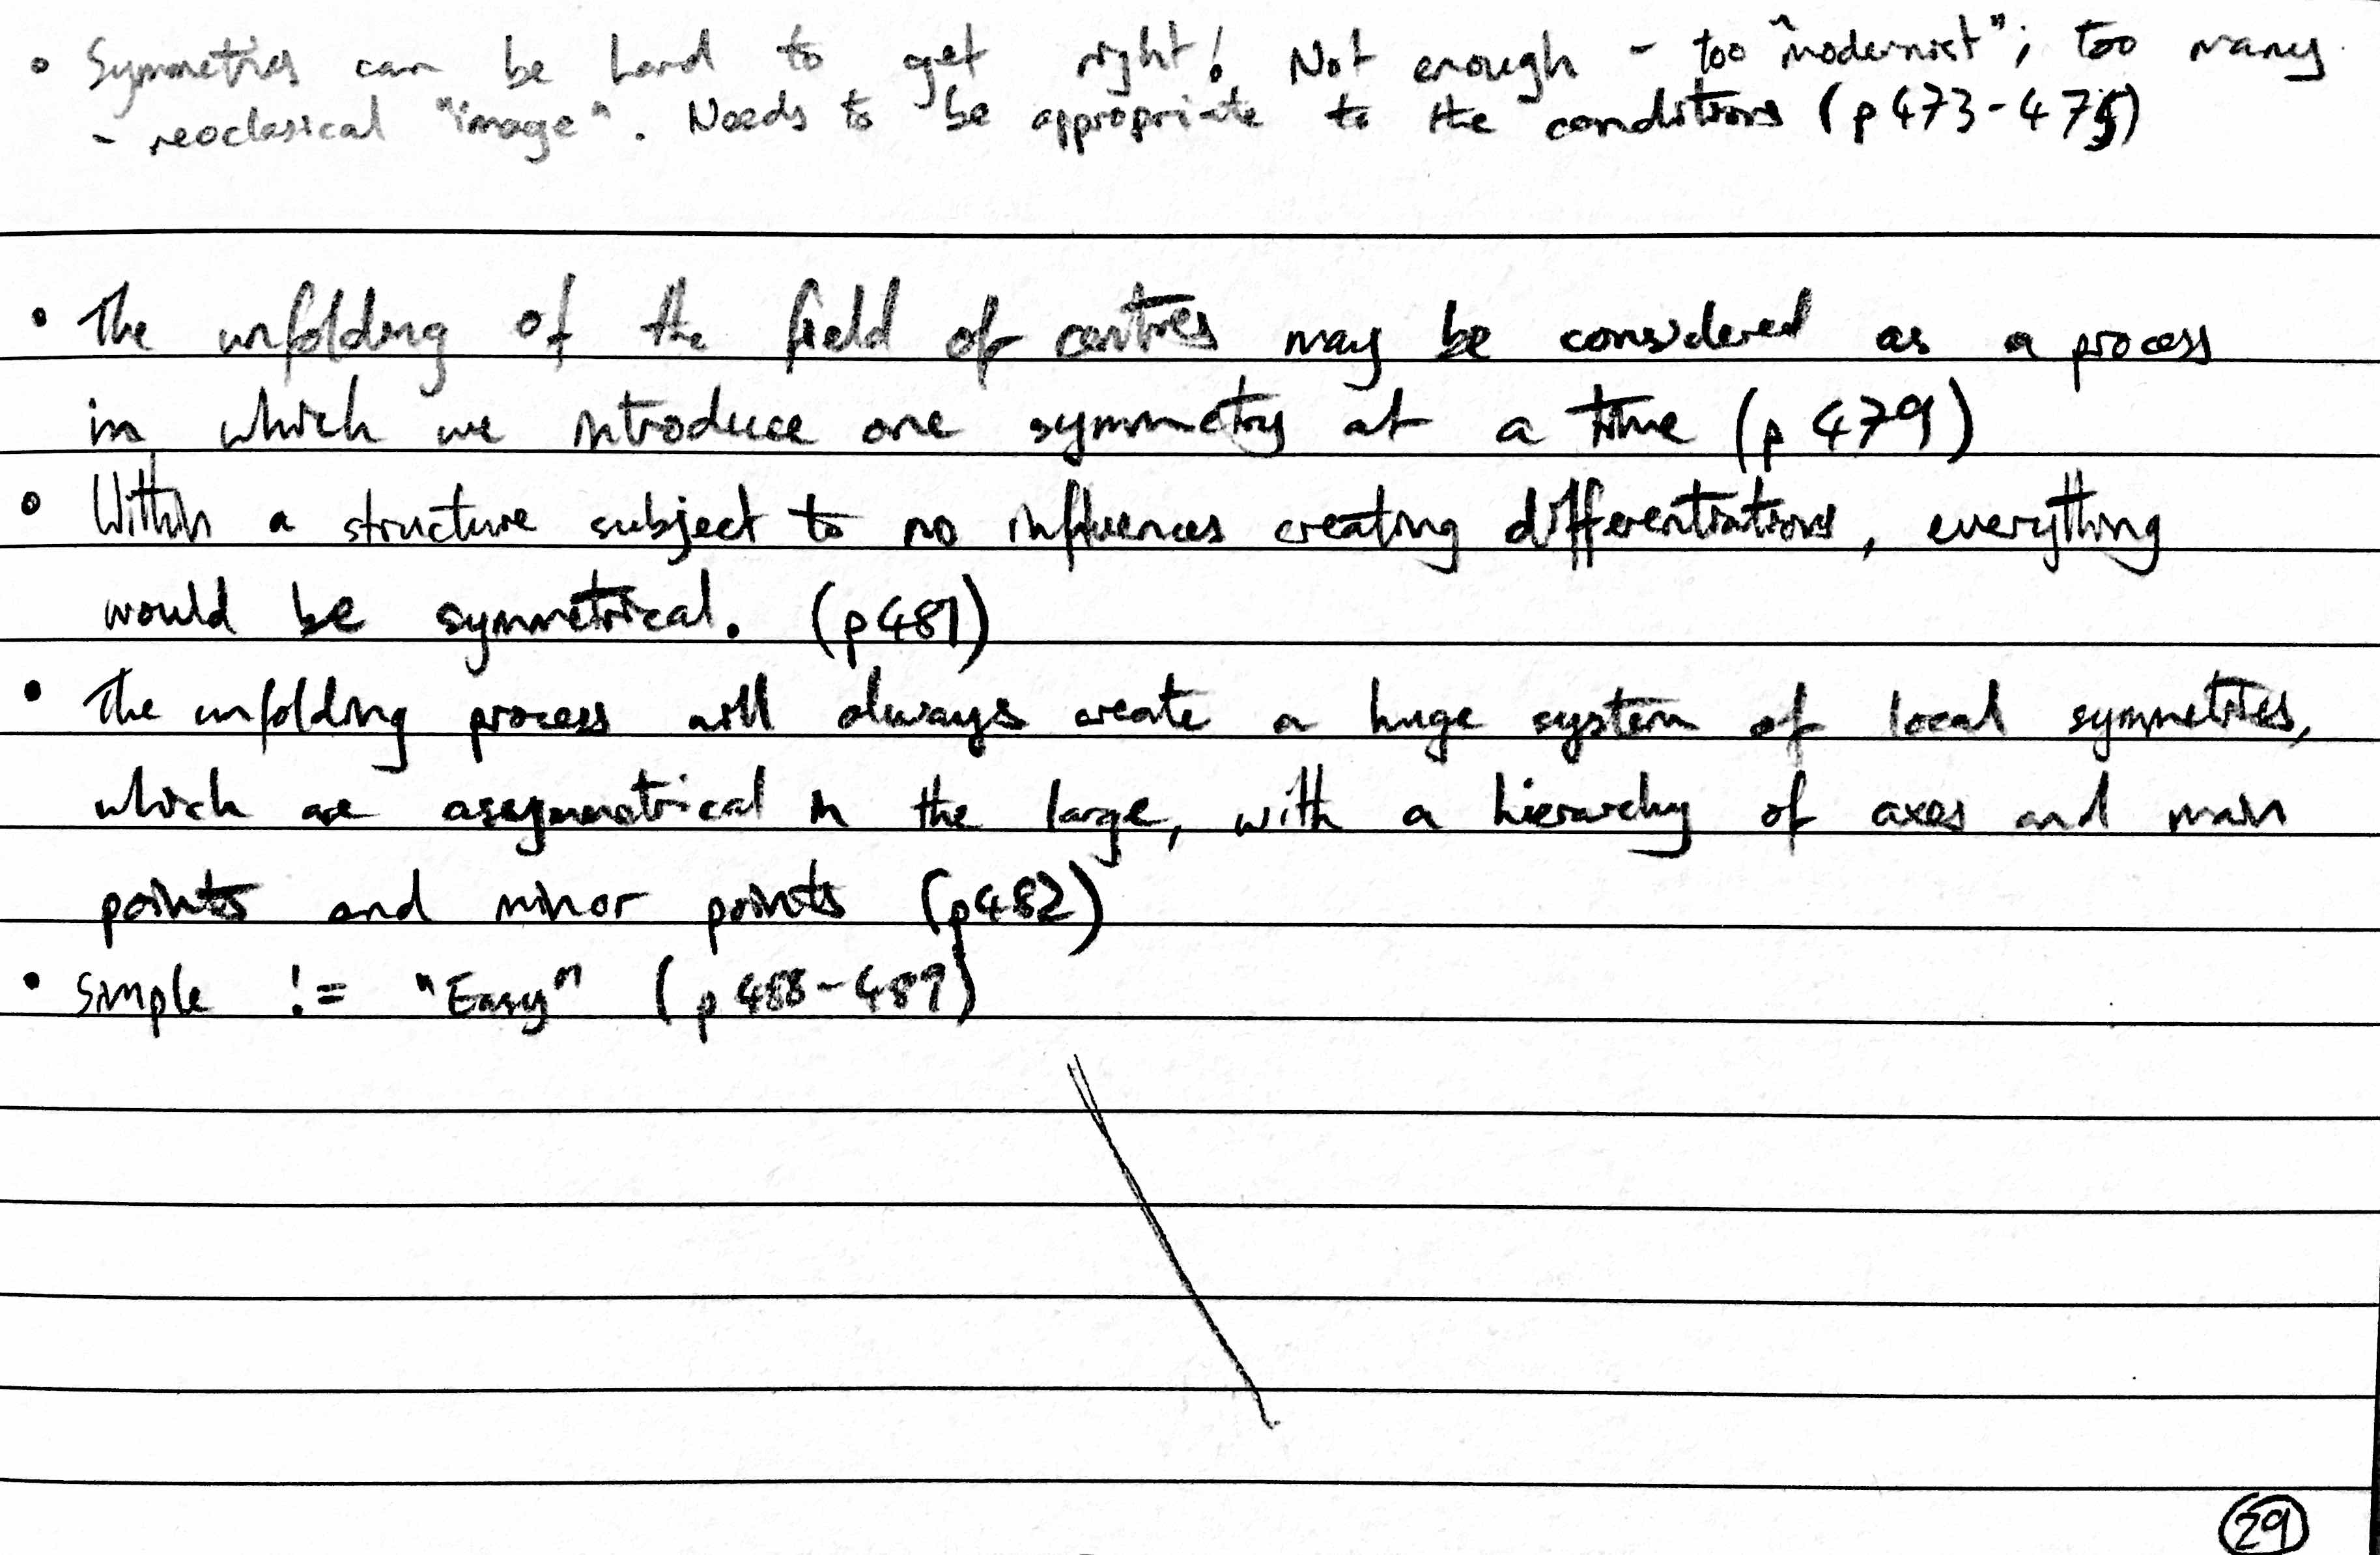 • Symmetries can be hard to get right! Not enough - too "modernist"; too many
- neoclasical "image". Needs to be appropriate to the conditions (p 473-475)
• The unfolding of the field of centres may be considered as a process
in which we introduce one symmetry at a time (p 479)
• Within a structure subject to no influences creating differentiations, everything
would be symmetrical. (p481)
• The unfolding process will always create a huge system of local symmetries,
which are assymmetrical in the large, with a hierarchy of axes and main
points and minor points (p482)
• Simple != "Easy" (p 488-489)
29